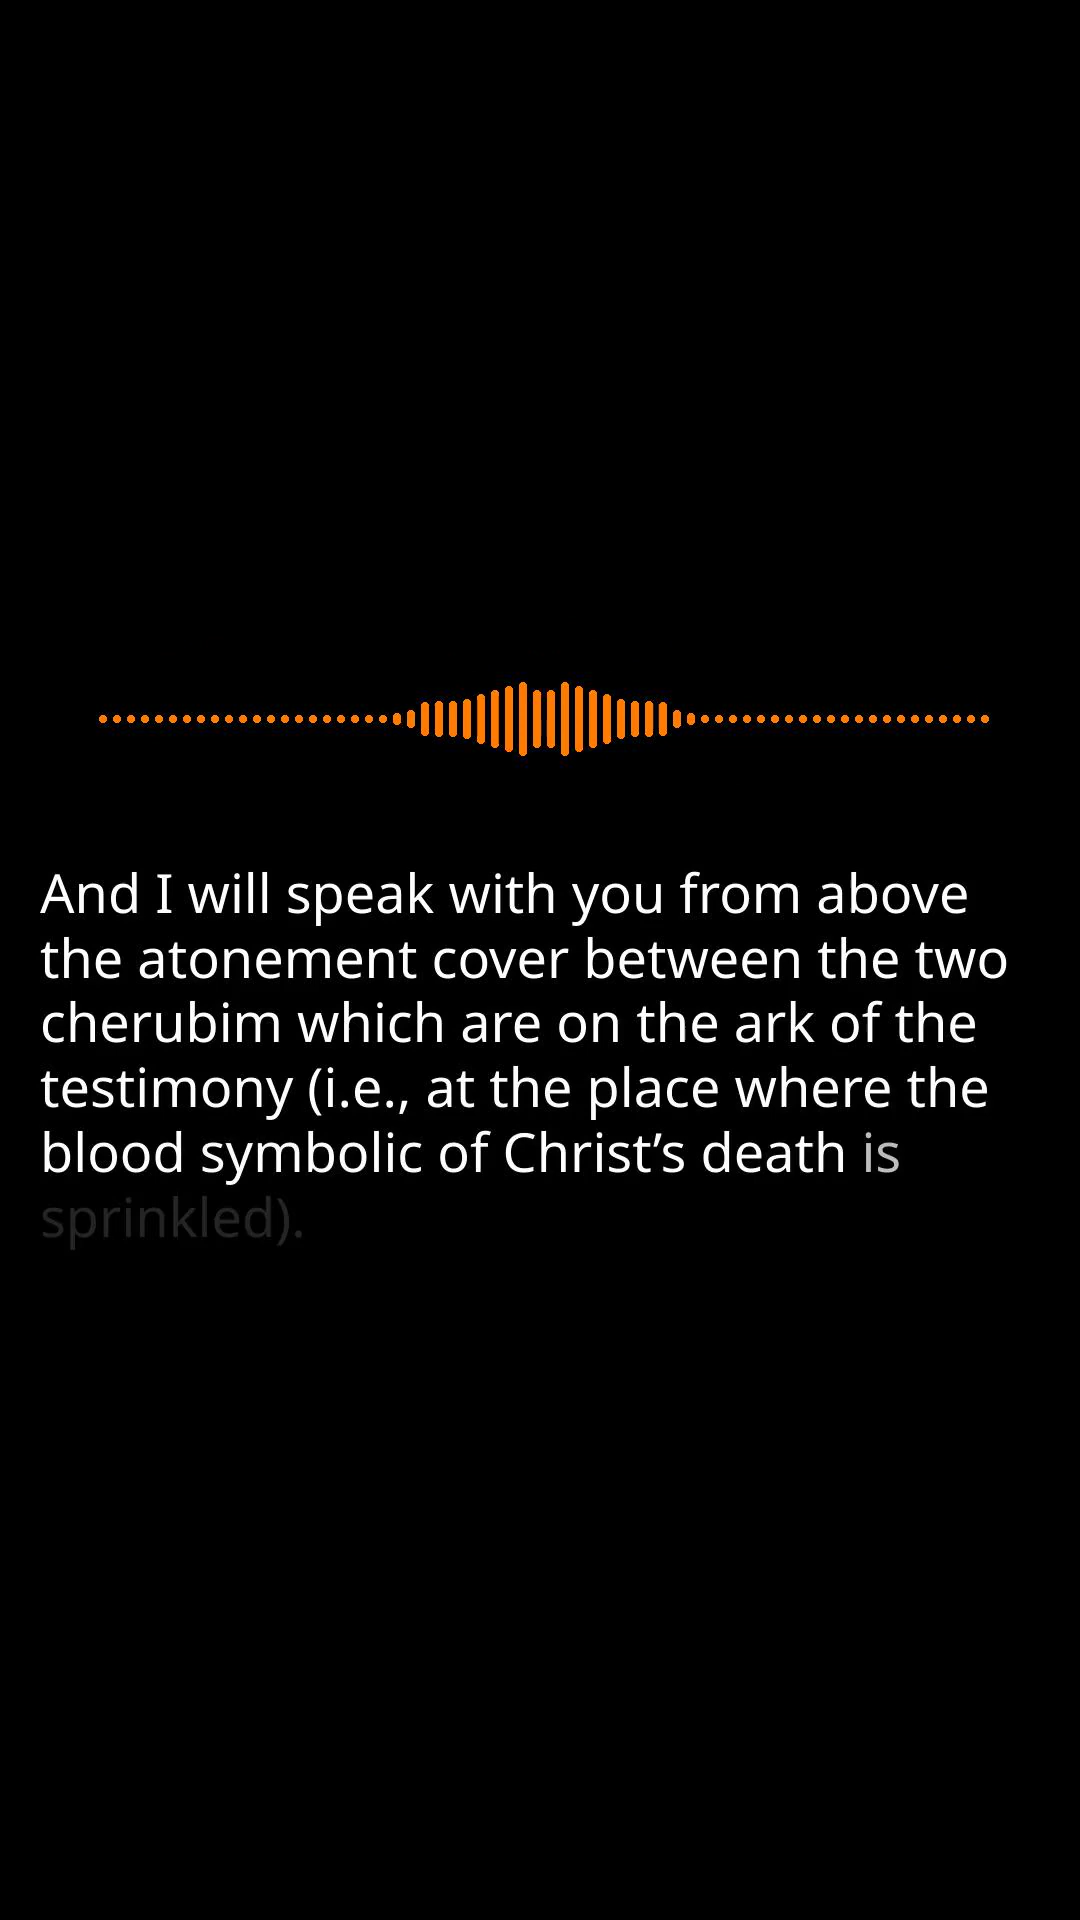 And I will speak with you from above
the atonement cover between the two
cherubim which are on the ark of the
testimony (i.e., at the place where the
blood symbolic of Christ’s death is
sprinkled).